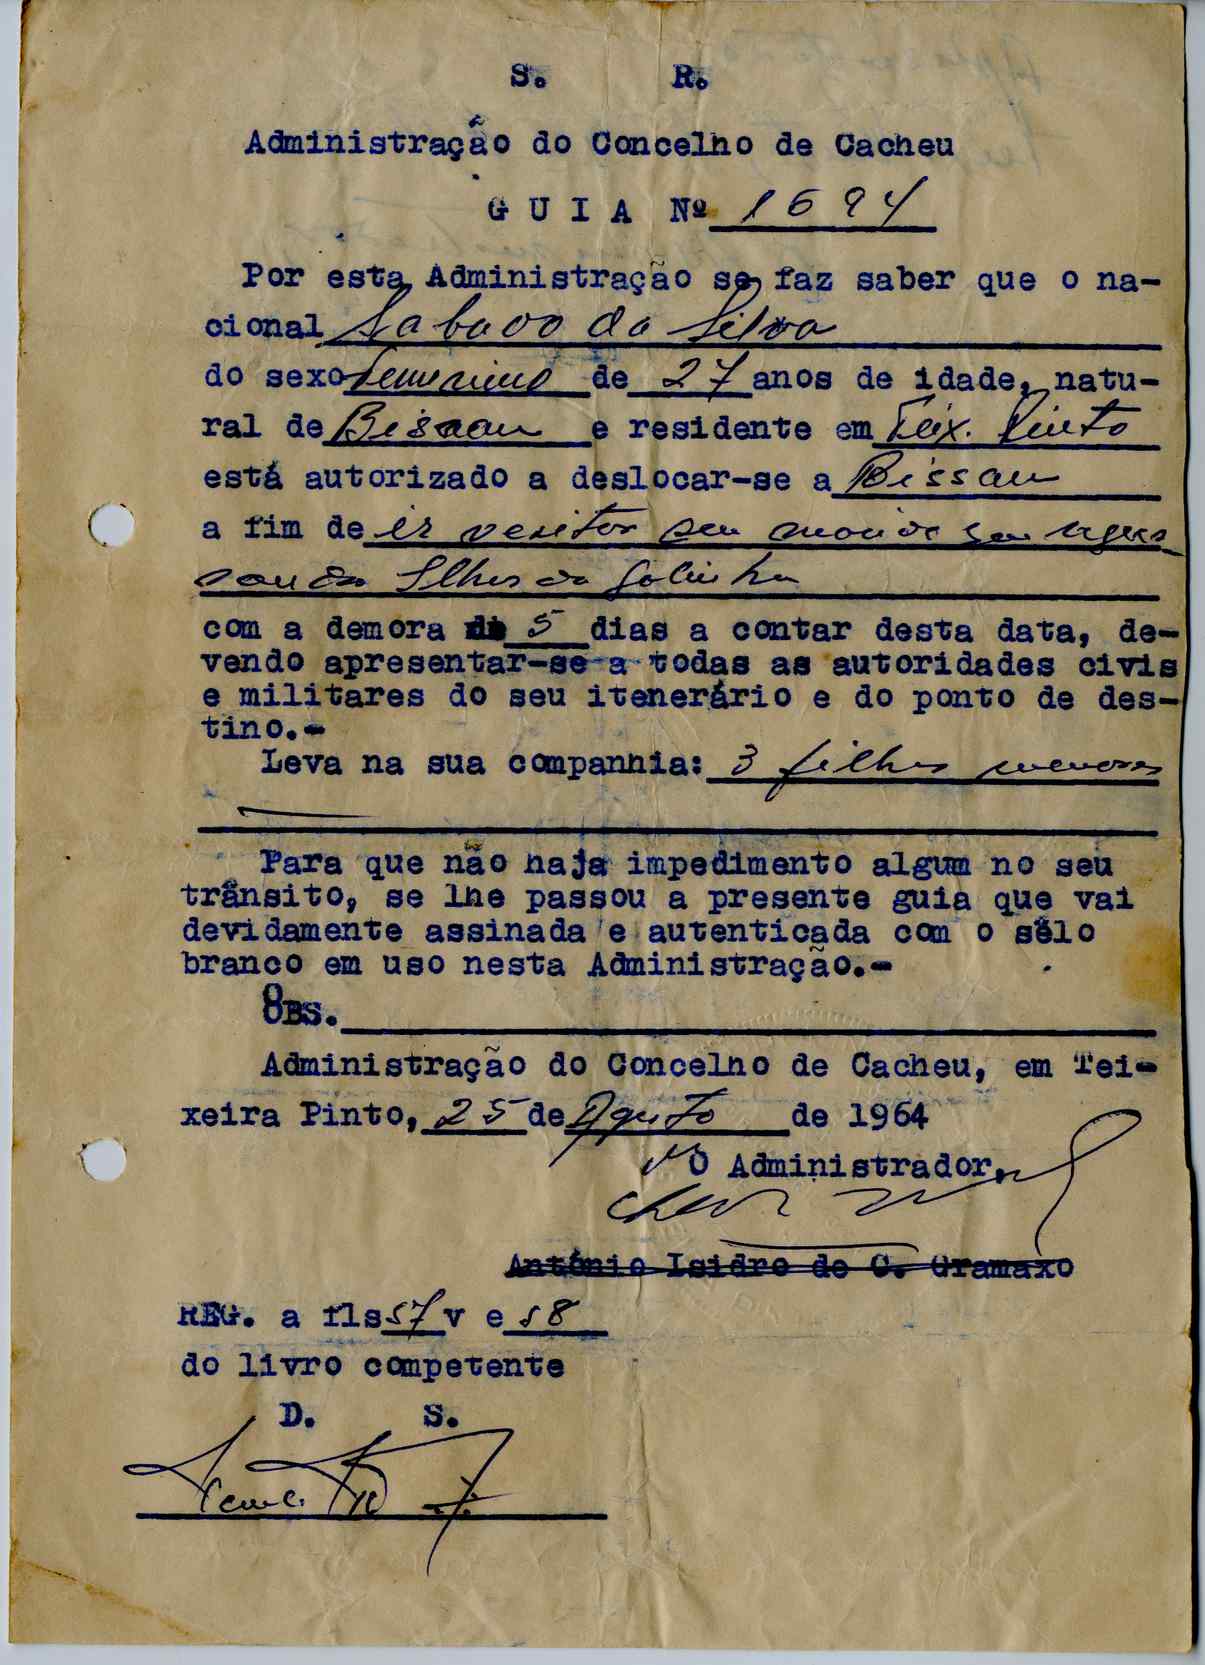 S. R.
Administração do Concelho de Cacheu
GUIA Nº 1694
Por esta Administração se faz saber que o na-
cional da Silva
do sexo femenino de 27 anos de idade, natu-
ral de Bissau e residente em Teix. Pinto
está autorizado a deslocar-se a Bissau
a fim de ir visitar seu
Ilhas da Galinha
com a demora de 5 dias a contar desta data, de-
vendo apresentar-se a todas as autoridades civis
e militares do seu itenerário e do ponto de des-
tino.-
Leva na sua companhia: 3 filhos menores
Para que não haja impedimento algum no seu
trânsito, se lhe passou a presente guia que vai
devidamente assinada e autenticada com o sêlo
branco em uso nesta Administração.-
OBS.
Administração do Concelho de Cacheu, em Tei-
xeira Pinto, 25 de Agosto de 1964
O Administrador,
António Isidro de C. Gramaxo
REG. a fls 57 v e 58
do livro competente
D. S.